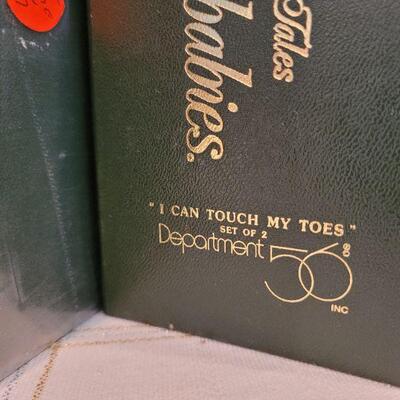 Tales
babies.
"I CAN TOUCH MY TOES"
SET OF 2
Department 56
INC